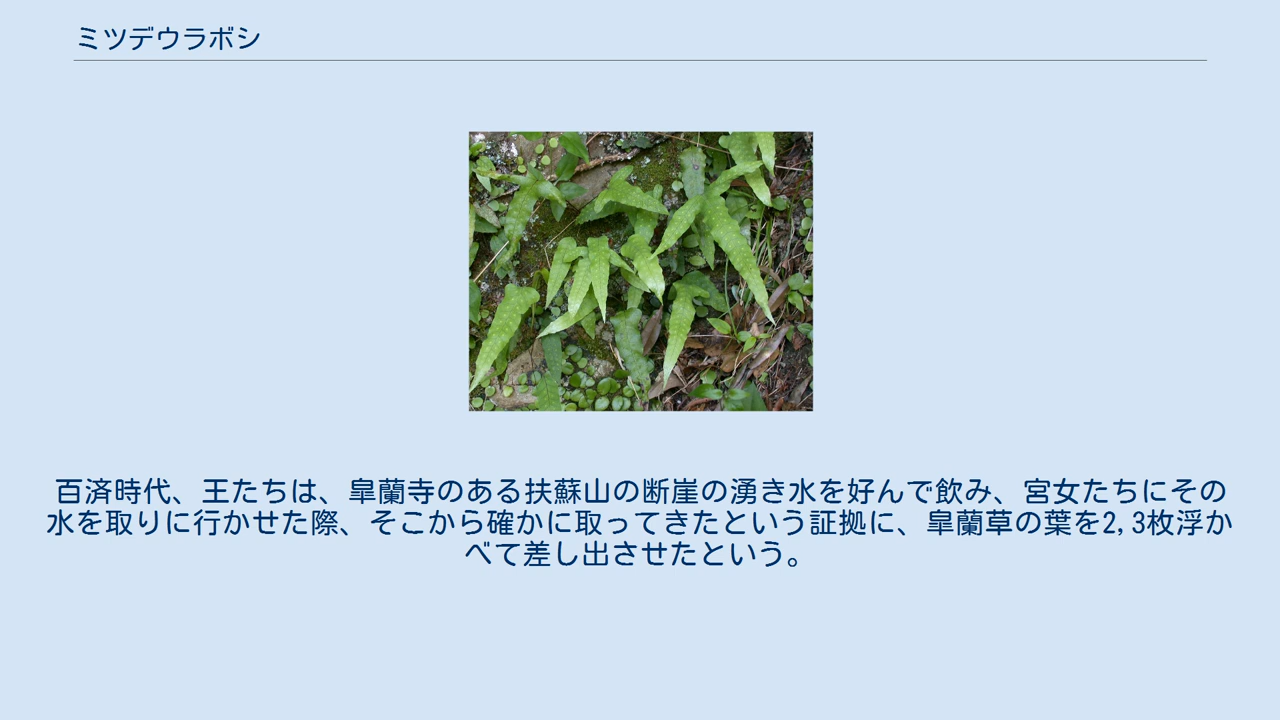 ミツデウラボシ
百済時代、王たちは、皐蘭寺のある扶蘇山の断崖の湧き水を好んで飲み、宮女たちにその
水を取りに行かせた際、そこから確かに取ってきたという証拠に、皐蘭草の葉を2,3枚浮か
べて差し出させたという。